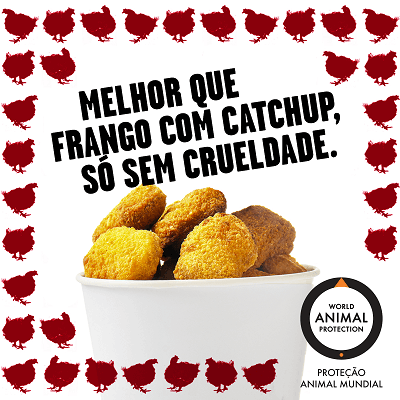 MELHOR QUE
FRANGO COM CATCHUP,
SÓ SEM CRUELDADE.
WORLD
ANIMAL
PROTECTION
PROTEÇÃO
ANIMAL MUNDIAL